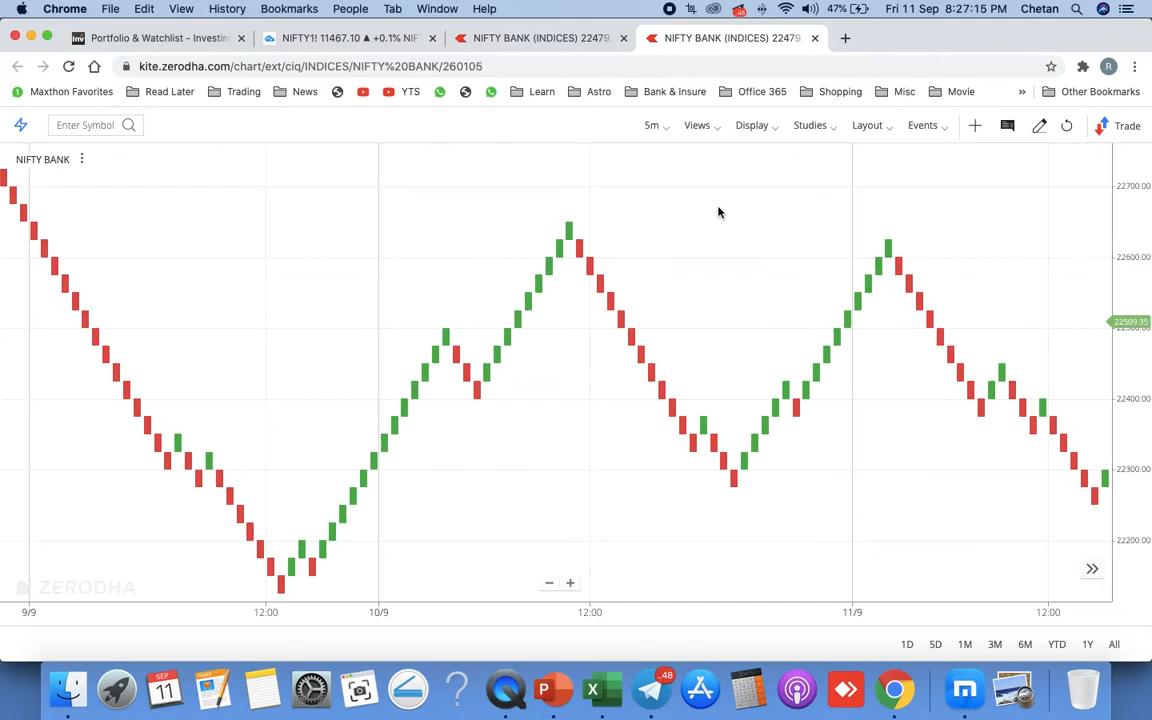 Chrome File Edit View History Bookmarks People Tab Window Help 48 47% Fri 11 Sep 8:27:15 PM Chetan
Inv Portfolio & Watchlist - Investin NIFTY1! 11467.10 ▲ +0.1% NIF NIFTY BANK (INDICES) 22479. NIFTY BANK (INDICES) 22479.
kite.zerodha.com/chart/ext/ciq/INDICES/NIFTY%20BANK/260105 R
1 Maxthon Favorites Read Later Trading News YTS Learn Astro Bank & Insure Office 365 Shopping Misc Movie » Other Bookmarks
Enter Symbol 5m Views Display Studies Layout Events Trade
NIFTY BANK
22700.00
22600.00
22509.35
22400.00
22300.00
22200.00
ZERODHA
9/9 12:00 10/9 12:00 11/9 12:00
1D 5D 1M 3M 6M YTD 1Y All
SEP 11 ? P X ..48 m